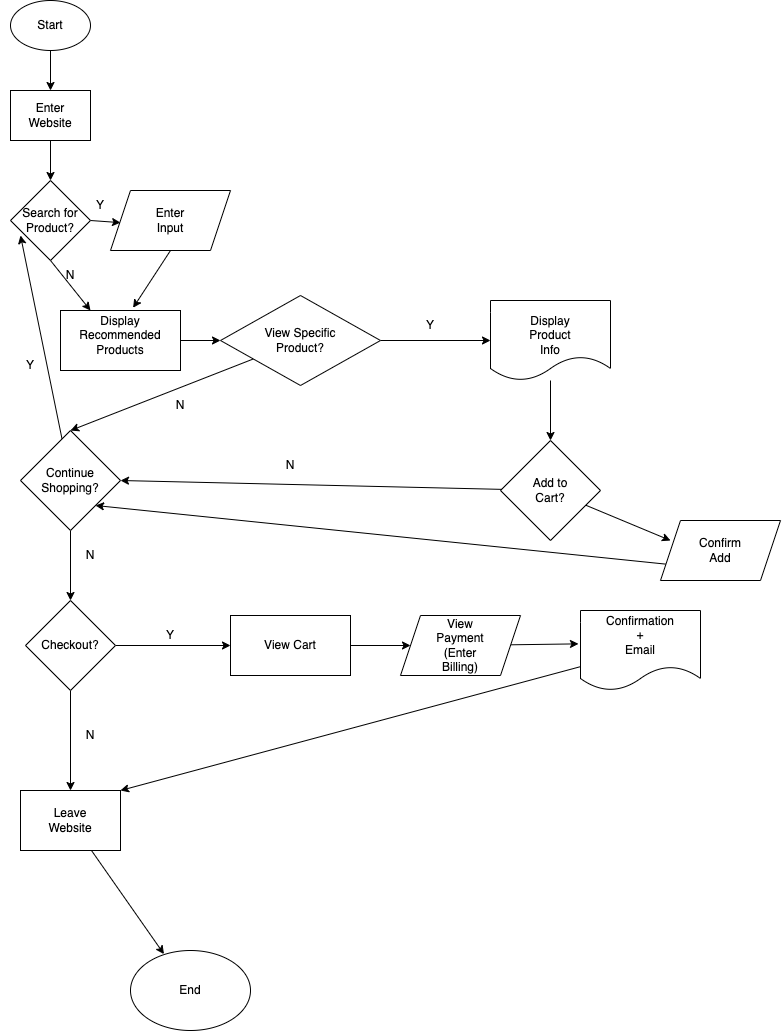 Start
Enter
Website
Search for
Product?
Y
Enter
Input
N
Display
Recommended
Products
View Specific
Product?
Y
Display
Product
Info
Y
N
Continue
Shopping?
N
Add to
Cart?
Confirm
Add
N
Checkout?
Y
View Cart
View
Payment
(Enter
Billing)
Confirmation
+
Email
N
Leave
Website
End